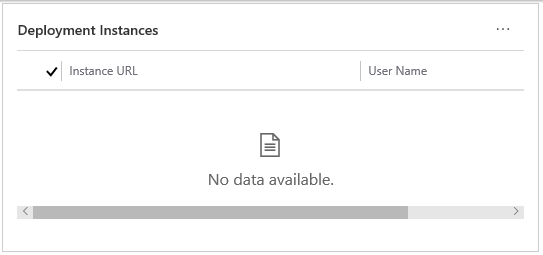 Deployment Instances
Instance URL
User Name
No data available.